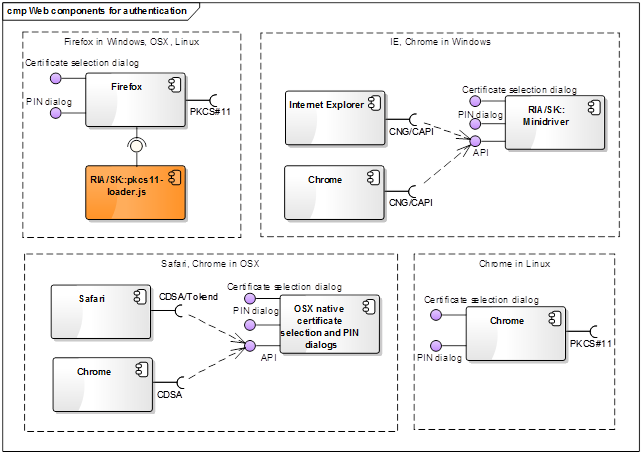 cmp Web components for authentication
Firefox in Windows, OSX, Linux
Certificate selection dialog
Firefox
PIN dialog
PKCS#11
RIA/SK::pkcs11-
loader.js
IE, Chrome in Windows
Internet Explorer
CNG/CAPI
Chrome
CNG/CAPI
Certificate selection dialog
PIN dialog
API
RIA/SK::
Minidriver
Safari, Chrome in OSX
Safari
CDSA/Tokend
Chrome
CDSA
Certificate selection dialog
PIN dialog
API
OSX native
certificate
selection and PIN
dialogs
Chrome in Linux
Certificate selection dialog
Chrome
PIN dialog
PKCS#11